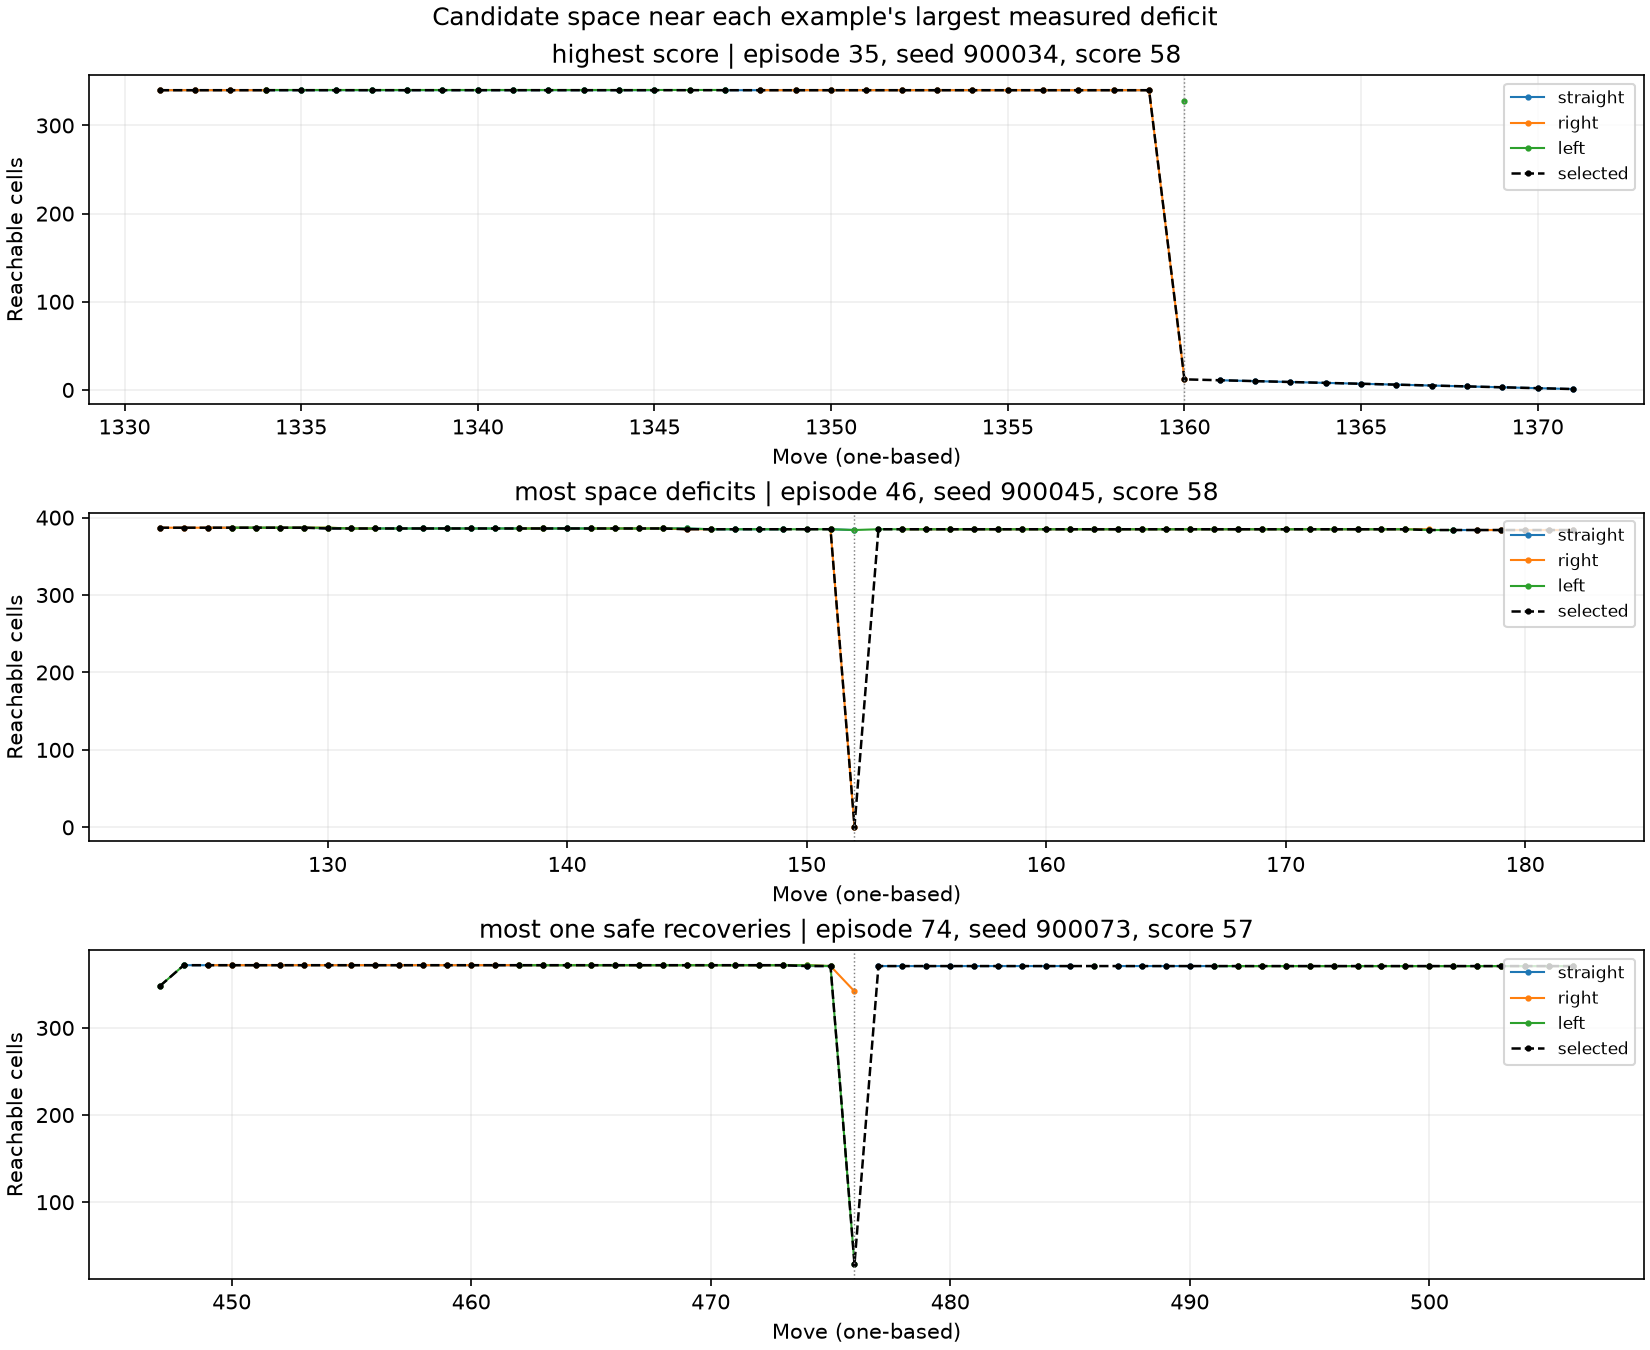 Candidate space near each example's largest measured deficit
highest score | episode 35, seed 900034, score 58
Reachable cells
300
200
100
0
straight
right
left
selected
1330 1335 1340 1345 1350 1355 1360 1365 1370
Move (one-based)
most space deficits | episode 46, seed 900045, score 58
Reachable cells
400
300
200
100
0
straight
right
left
selected
130 140 150 160 170 180
Move (one-based)
most one safe recoveries | episode 74, seed 900073, score 57
Reachable cells
300
200
100
straight
right
left
selected
450 460 470 480 490 500
Move (one-based)